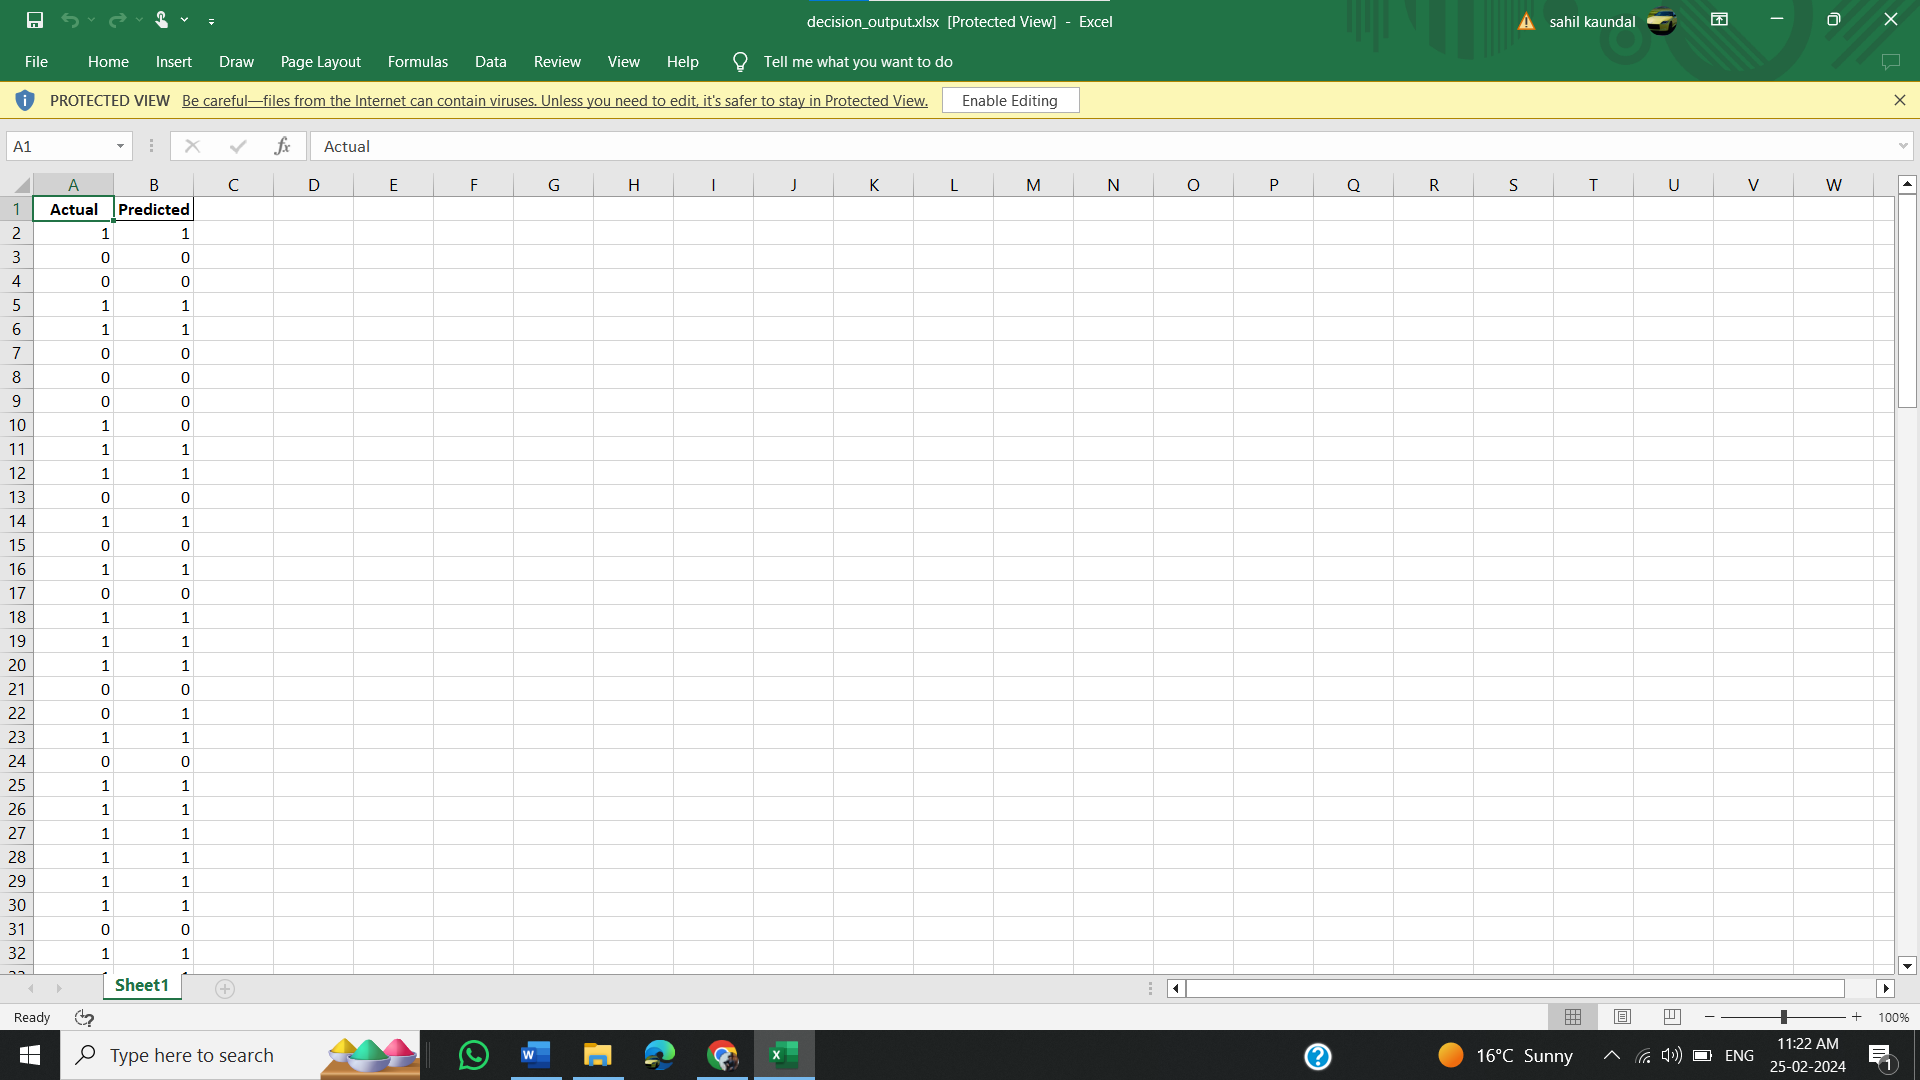 decision_output.xlsx [Protected View] - Excel
sahil kaundal
File Home Insert Draw Page Layout Formulas Data Review View Help Tell me what you want to do
PROTECTED VIEW Be careful—files from the Internet can contain viruses. Unless you need to edit, it's safer to stay in Protected View. Enable Editing
A1 fx Actual
A B C D E F G H I J K L M N O P Q R S T U V W
1 Actual Predicted
2 1 1
3 0 0
4 0 0
5 1 1
6 1 1
7 0 0
8 0 0
9 0 0
10 1 0
11 1 1
12 1 1
13 0 0
14 1 1
15 0 0
16 1 1
17 0 0
18 1 1
19 1 1
20 1 1
21 0 0
22 0 1
23 1 1
24 0 0
25 1 1
26 1 1
27 1 1
28 1 1
29 1 1
30 1 1
31 0 0
32 1 1
Sheet1
Ready 100%
Type here to search 16°C Sunny ENG 11:22 AM
25-02-2024 1